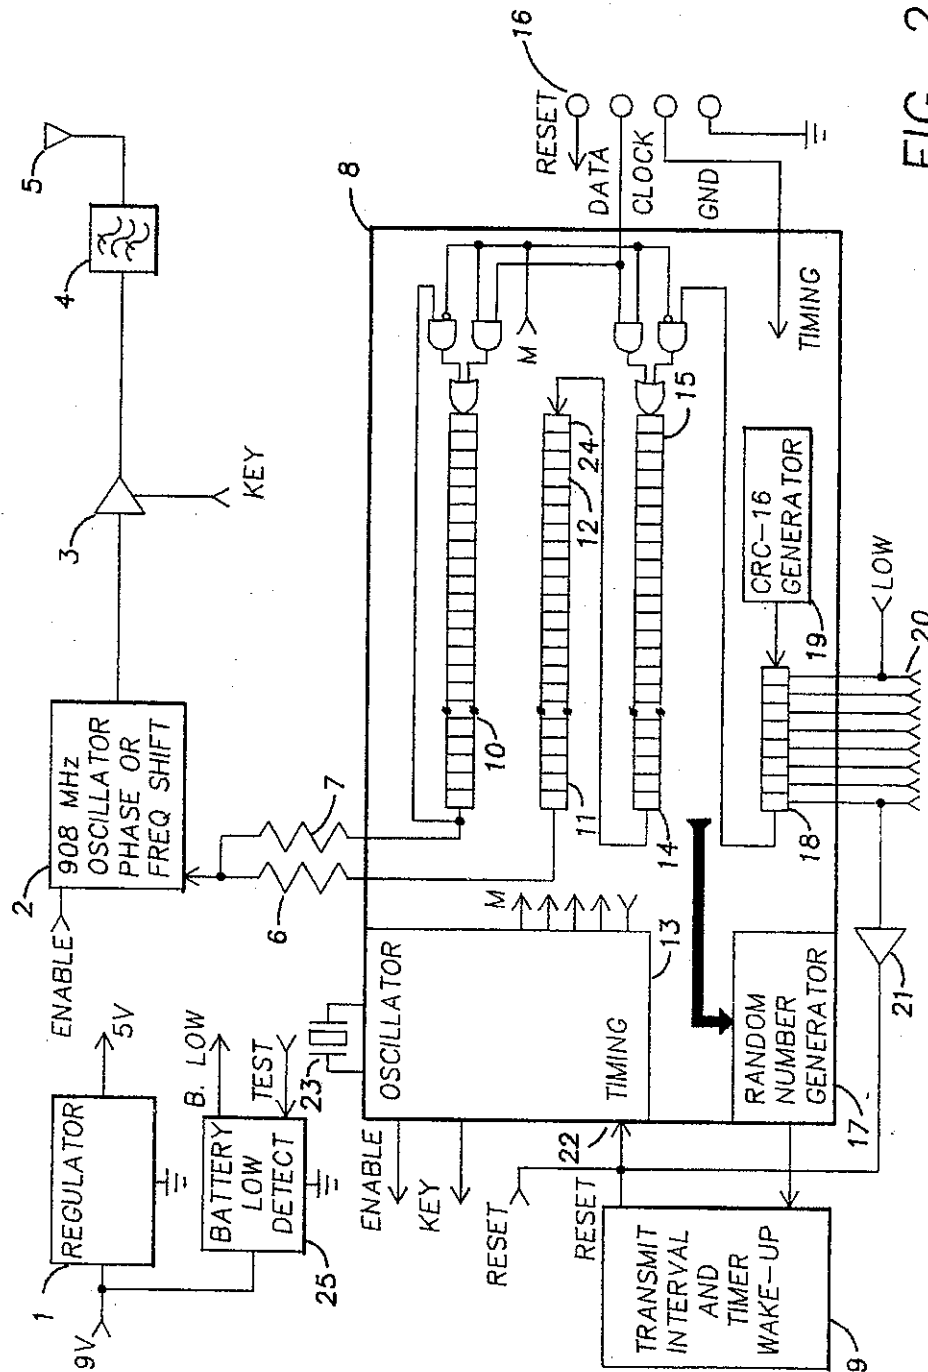 FIG. 2
1
REGULATOR
9V
5V
BATTERY
LOW
DETECT
25
B. LOW
TEST
ENABLE
2
908 MHz
OSCILLATOR
PHASE OR
FREQ SHIFT
3
KEY
4
5
6
7
8
23
OSCILLATOR
TIMING
13
M
ENABLE
KEY
RESET
RESET
22
TRANSMIT
INTERVAL
AND
TIMER
WAKE-UP
9
RANDOM
NUMBER
GENERATOR
17
10
11
12
24
14
15
M
TIMING
CRC-16
GENERATOR
19
18
LOW
20
21
RESET
16
DATA
CLOCK
GND